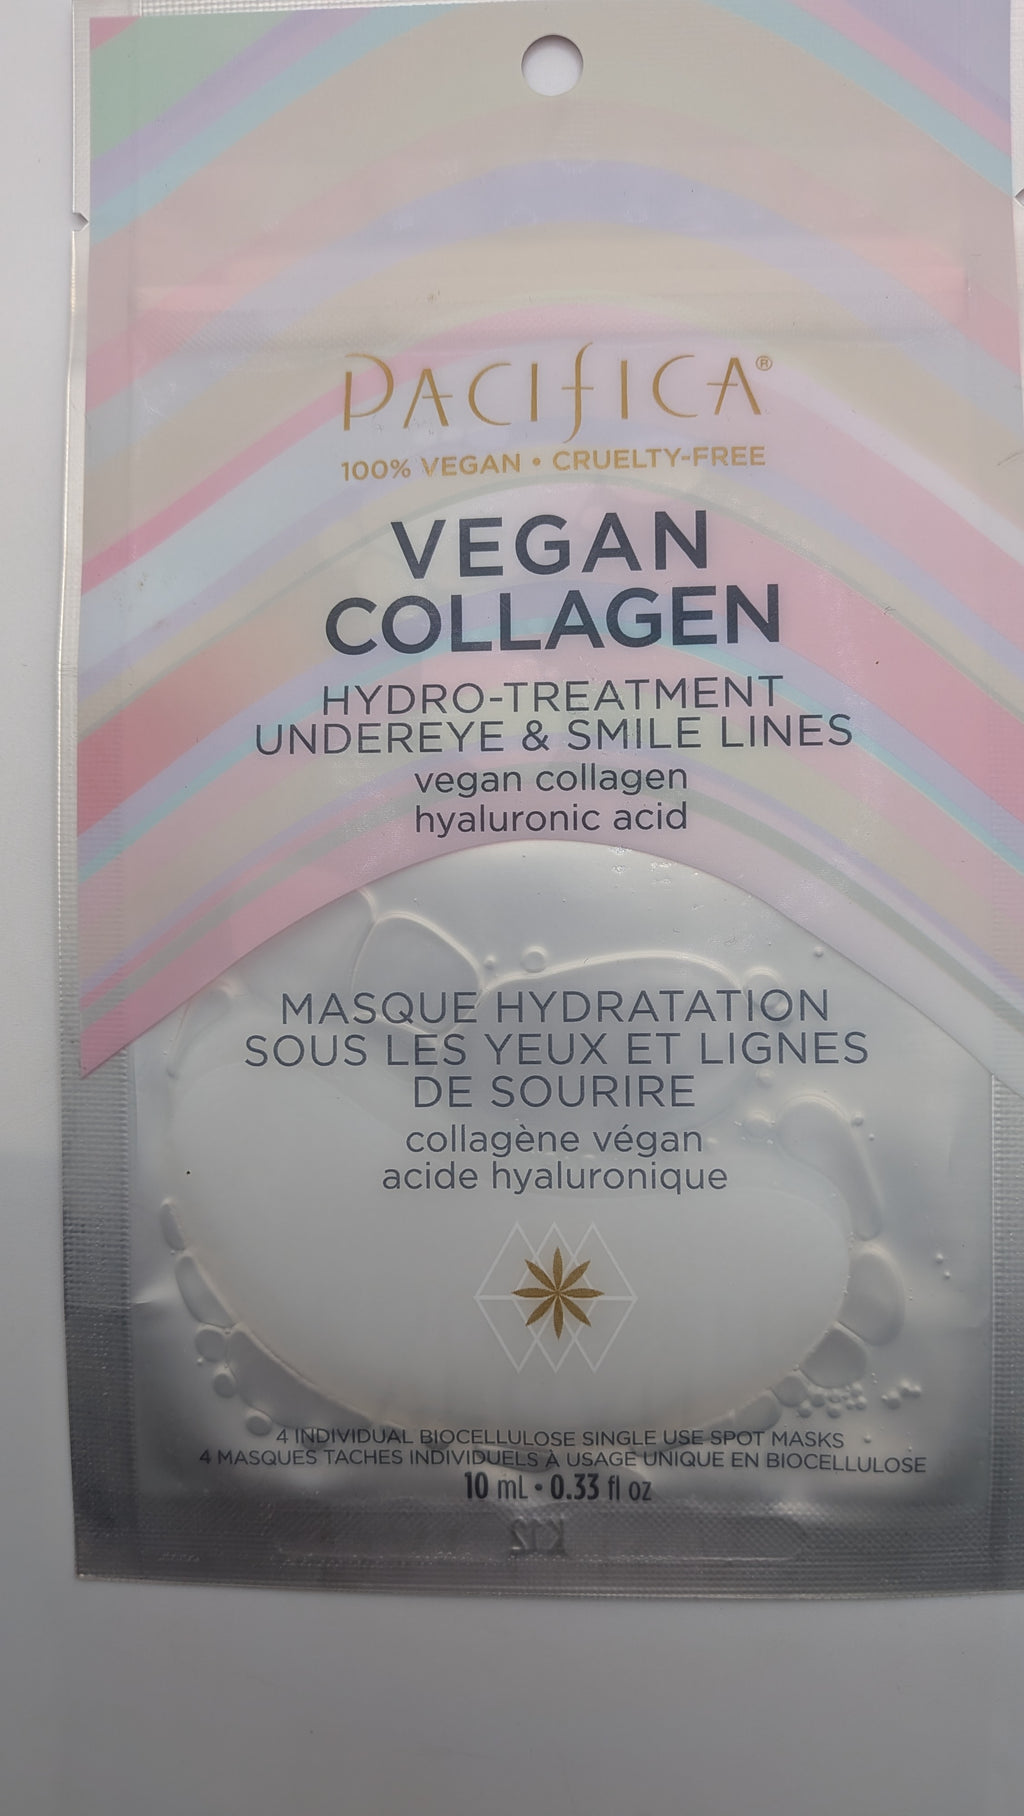 PACIFICA®
100% VEGAN • CRUELTY-FREE
VEGAN
COLLAGEN
HYDRO-TREATMENT
UNDEREYE & SMILE LINES
vegan collagen
hyaluronic acid
MASQUE HYDRATATION
SOUS LES YEUX ET LIGNES
DE SOURIRE
collagène végan
acide hyaluronique
4 INDIVIDUAL BIOCELLULOSE SINGLE USE SPOT MASKS
4 MASQUES TACHES INDIVIDUELS À USAGE UNIQUE EN BIOCELLULOSE
10 mL • 0.33 fl oz